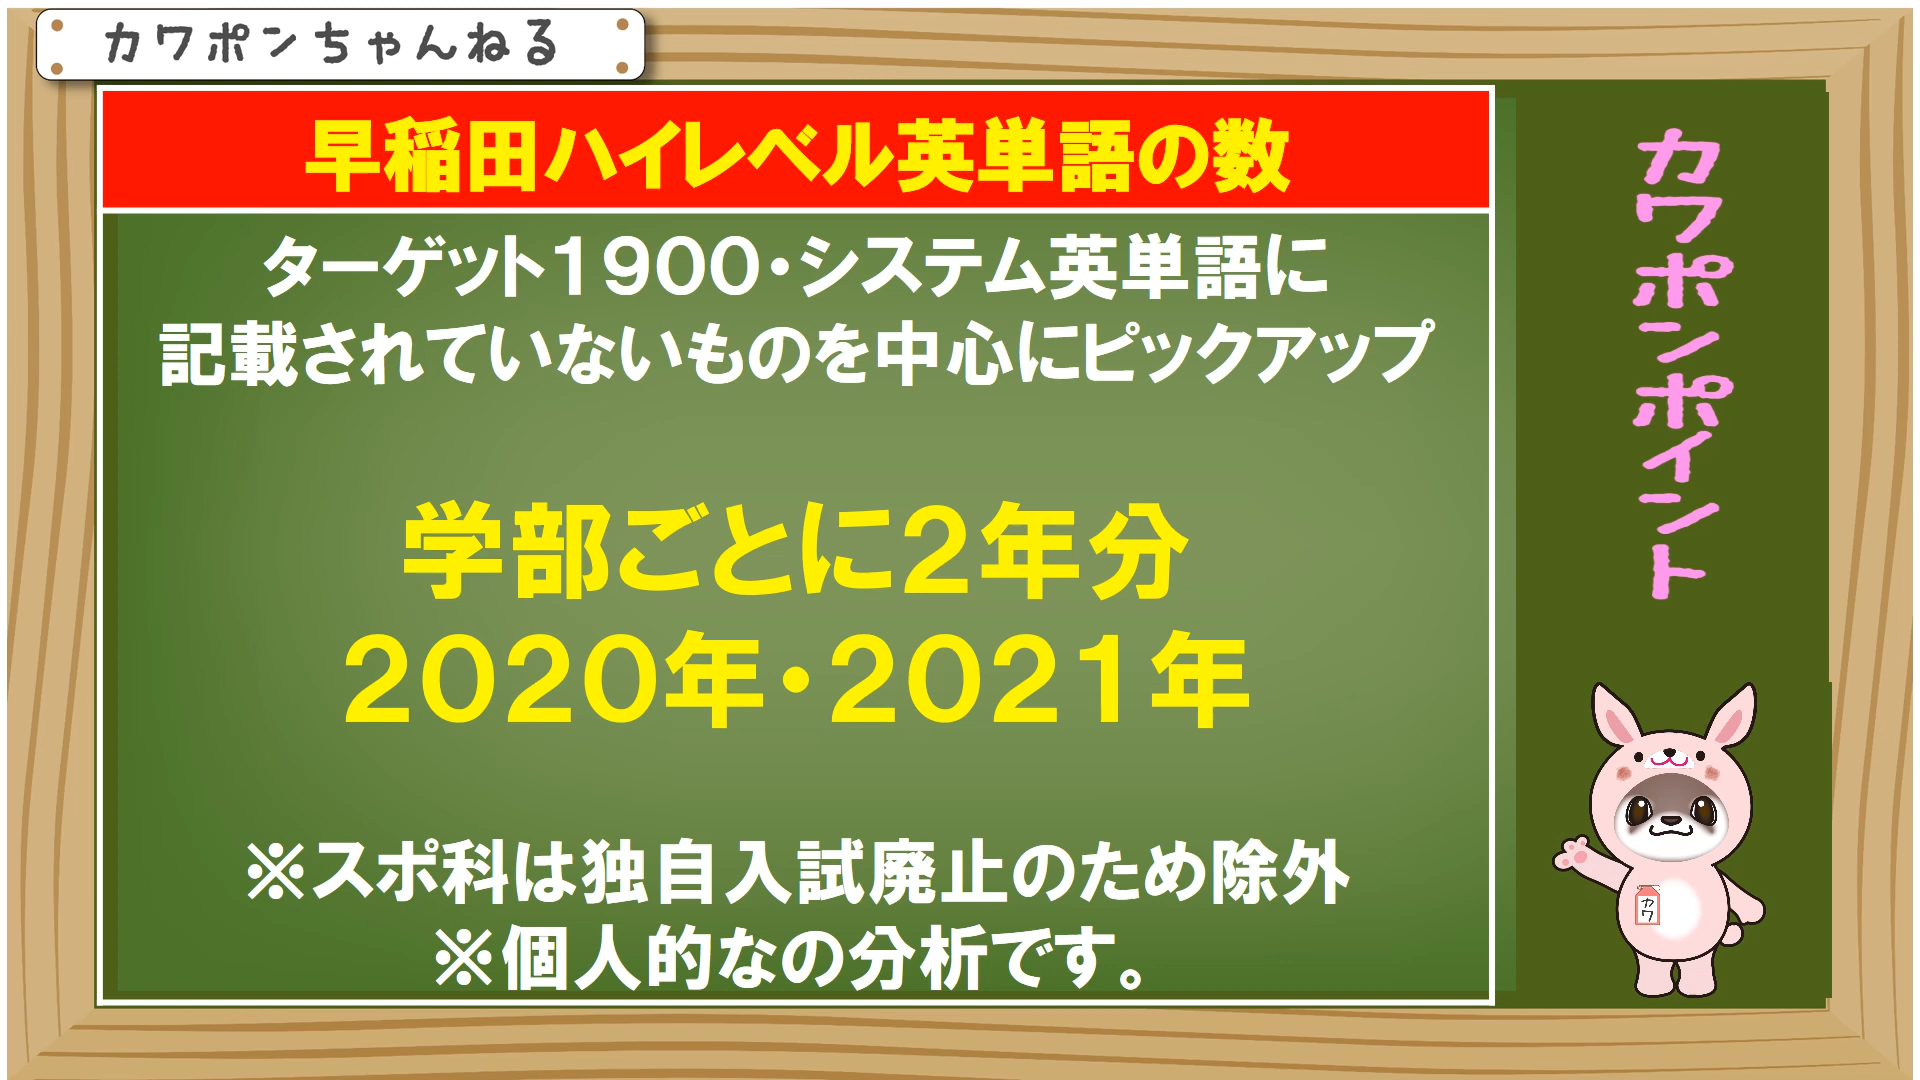 カワポンちゃんねる
早稲田ハイレベル英単語の数
ターゲット1900・システム英単語に
記載されていないものを中心にピックアップ
学部ごとに2年分
2020年・2021年
※スポ科は独自入試廃止のため除外
※個人的なの分析です。
カワポンポイント
カワ